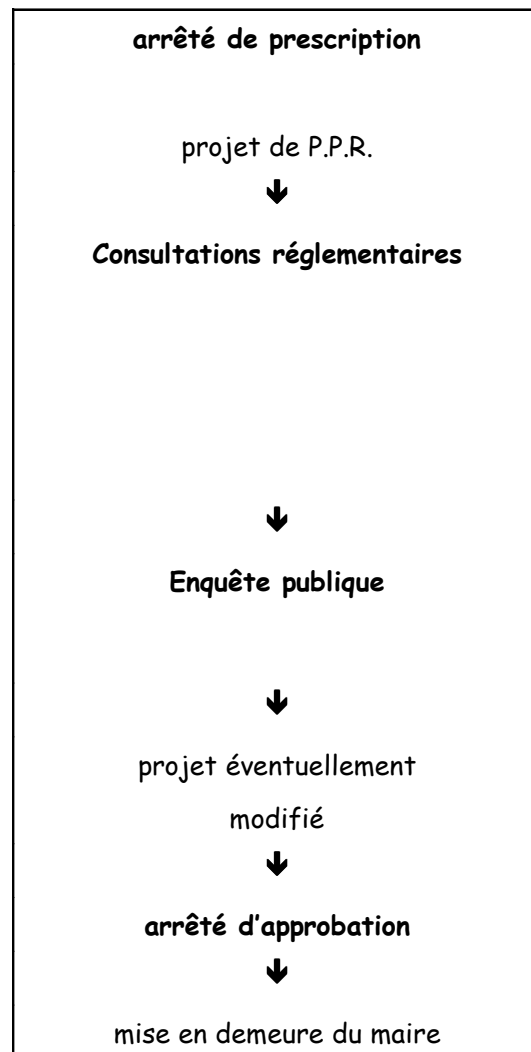 arrêté de prescription
projet de P.P.R.
🡻
Consultations réglementaires
🡻
Enquête publique
🡻
projet éventuellement
modifié
🡻
arrêté d'approbation
🡻
mise en demeure du maire